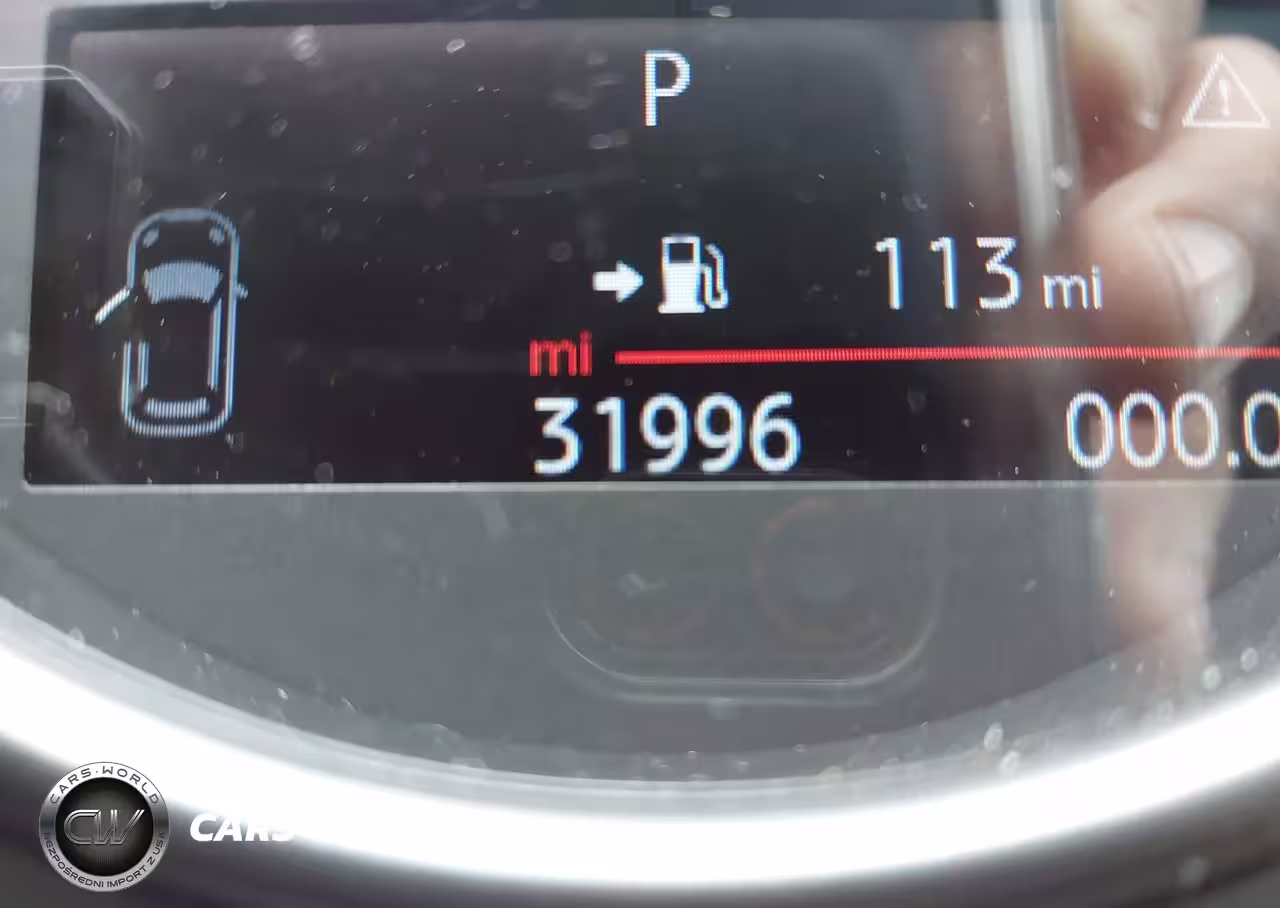 P
113 mi
mi
31996 000.0
CARS·WORLD
CW
BEZPOŚREDNI IMPORT Z USA
CARS